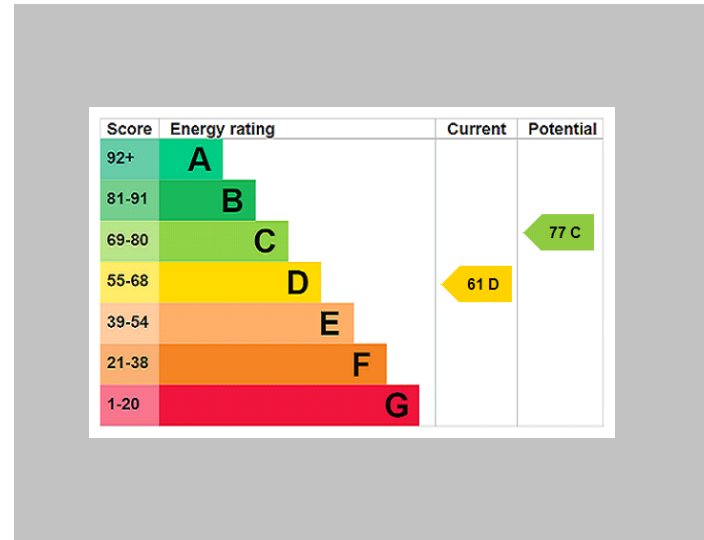 Score Energy rating Current Potential
92+ A
81-91 B
69-80 C 77 C
55-68 D 61 D
39-54 E
21-38 F
1-20 G